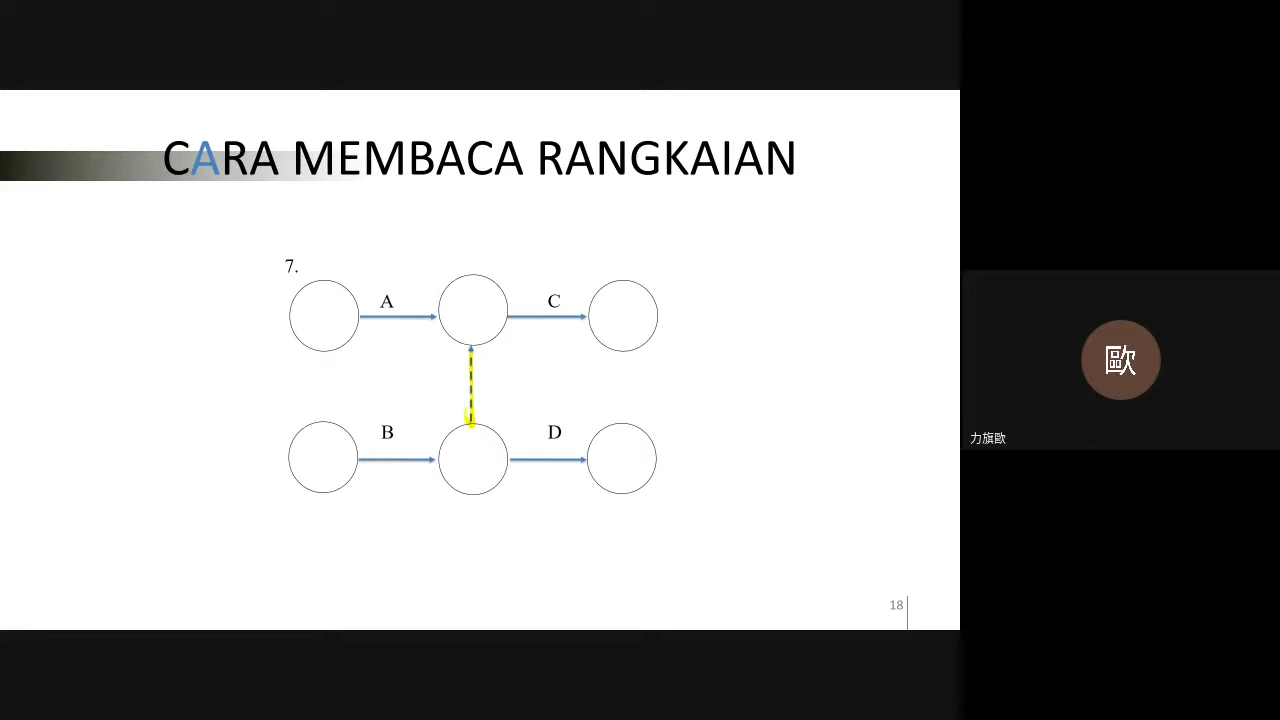 CARA MEMBACA RANGKAIAN
7.
A
C
B
D
18
歐
力旗歐